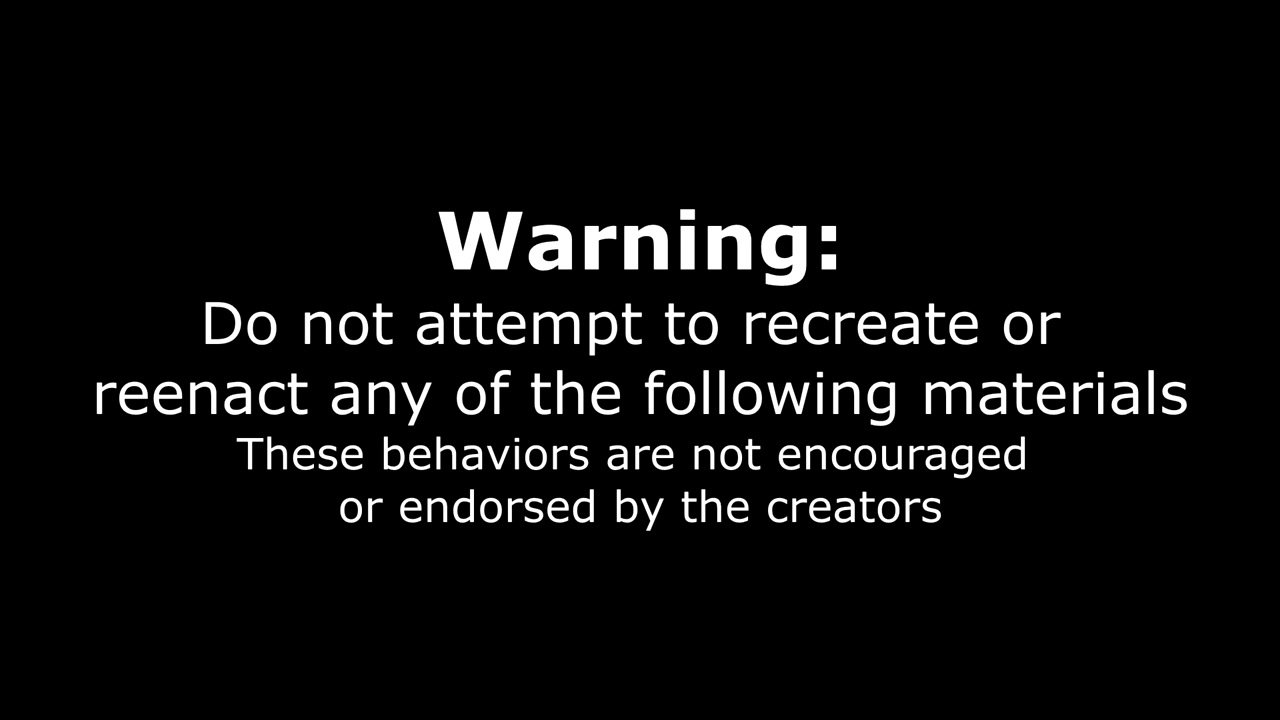 Warning:
Do not attempt to recreate or
reenact any of the following materials
These behaviors are not encouraged
or endorsed by the creators